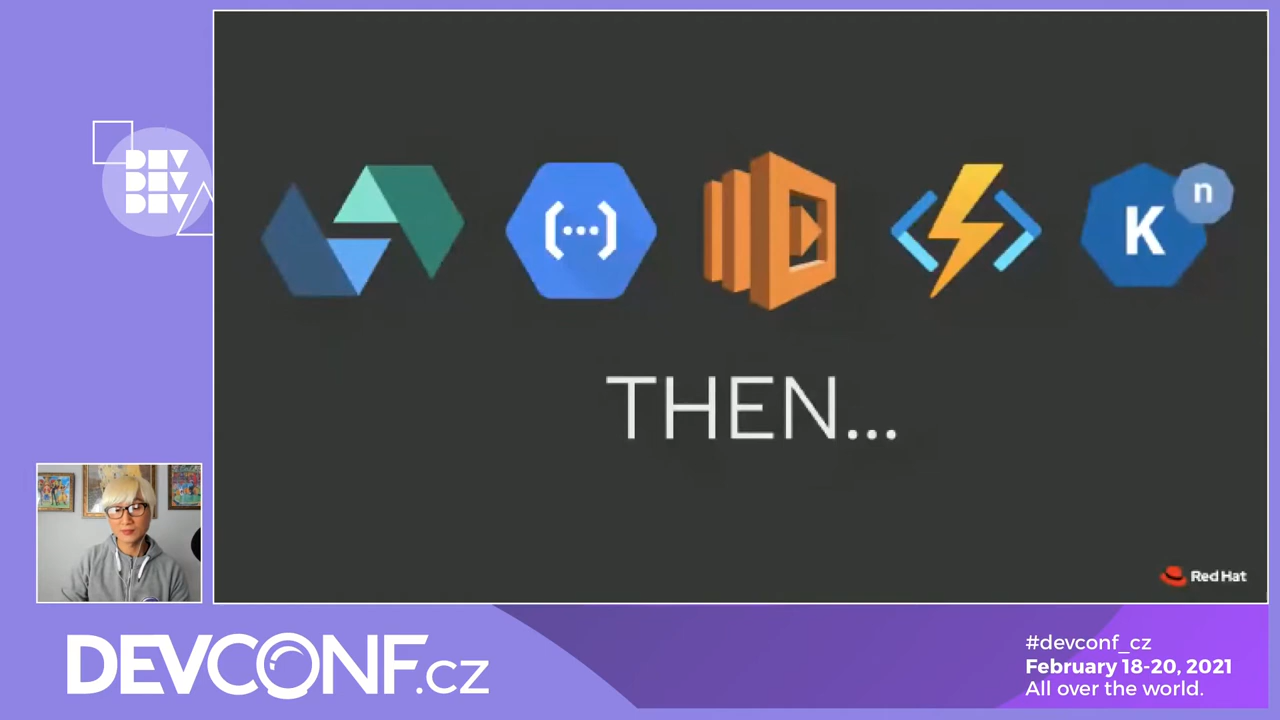 DEV
DEV
DEV
{...}
K
n
THEN...
Red Hat
DEVCONF.CZ
#devconf_cz
February 18-20, 2021
All over the world.